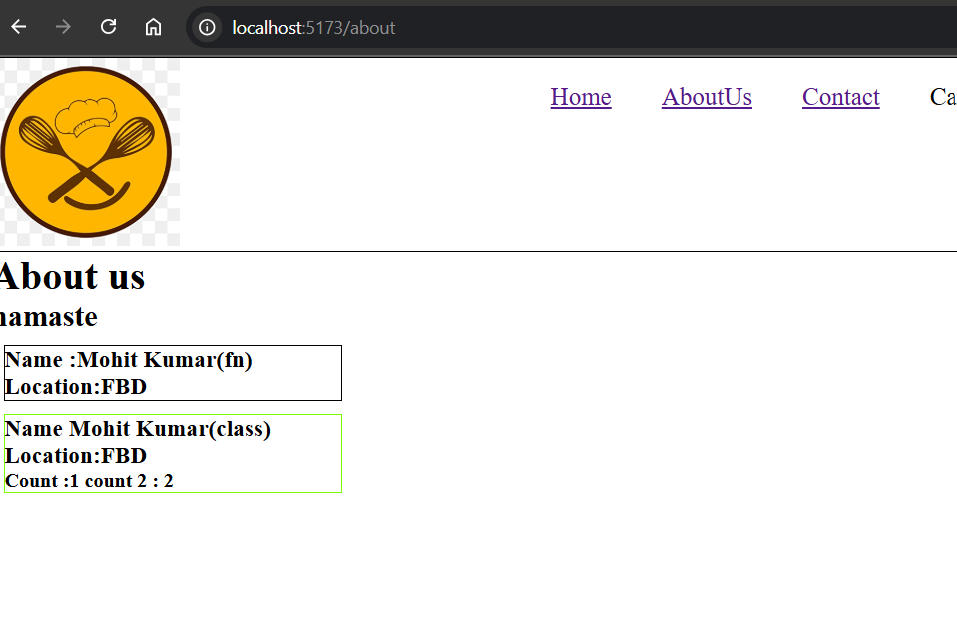 localhost:5173/about
Home AboutUs Contact
About us
namaste
Name :Mohit Kumar(fn)
Location:FBD
Name Mohit Kumar(class)
Location:FBD
Count :1 count 2 : 2